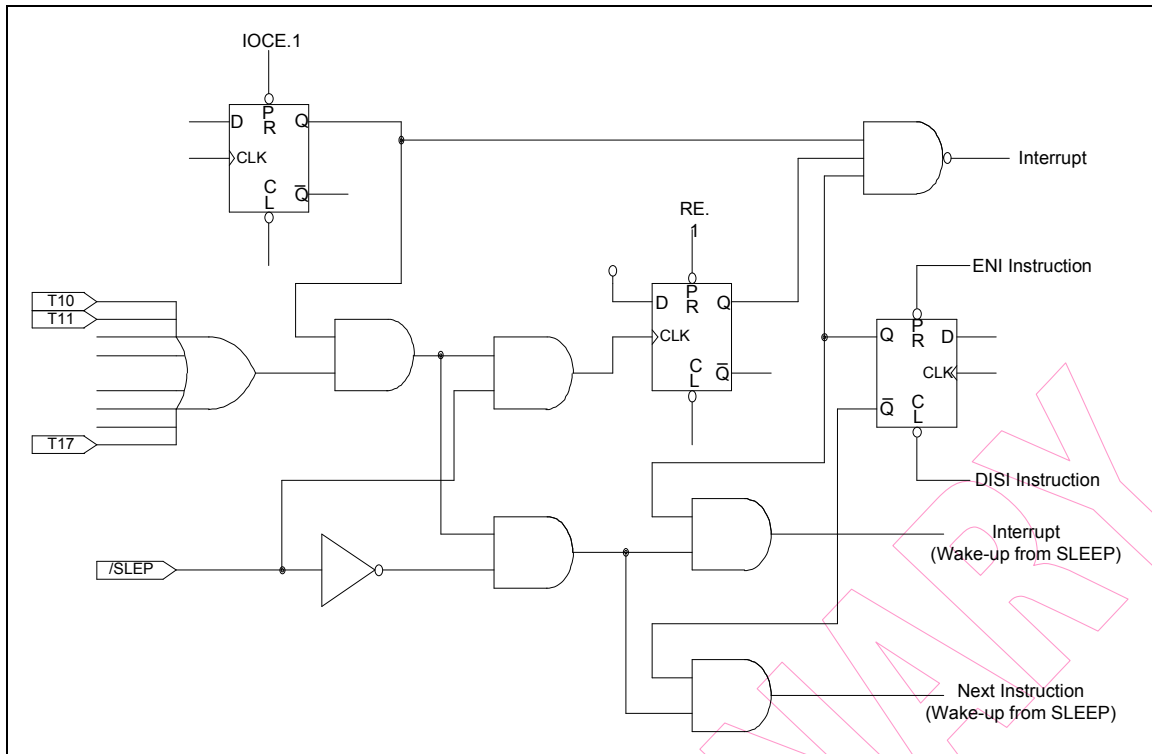 IOCE.1
D
P
R
Q
CLK
C
L
Q
Interrupt
RE.
1
D
P
R
Q
CLK
C
L
Q
ENI Instruction
Q
P
R
D
CLK
Q
C
L
DISI Instruction
T10
T11
T17
/SLEP
Interrupt
(Wake-up from SLEEP)
Next Instruction
(Wake-up from SLEEP)